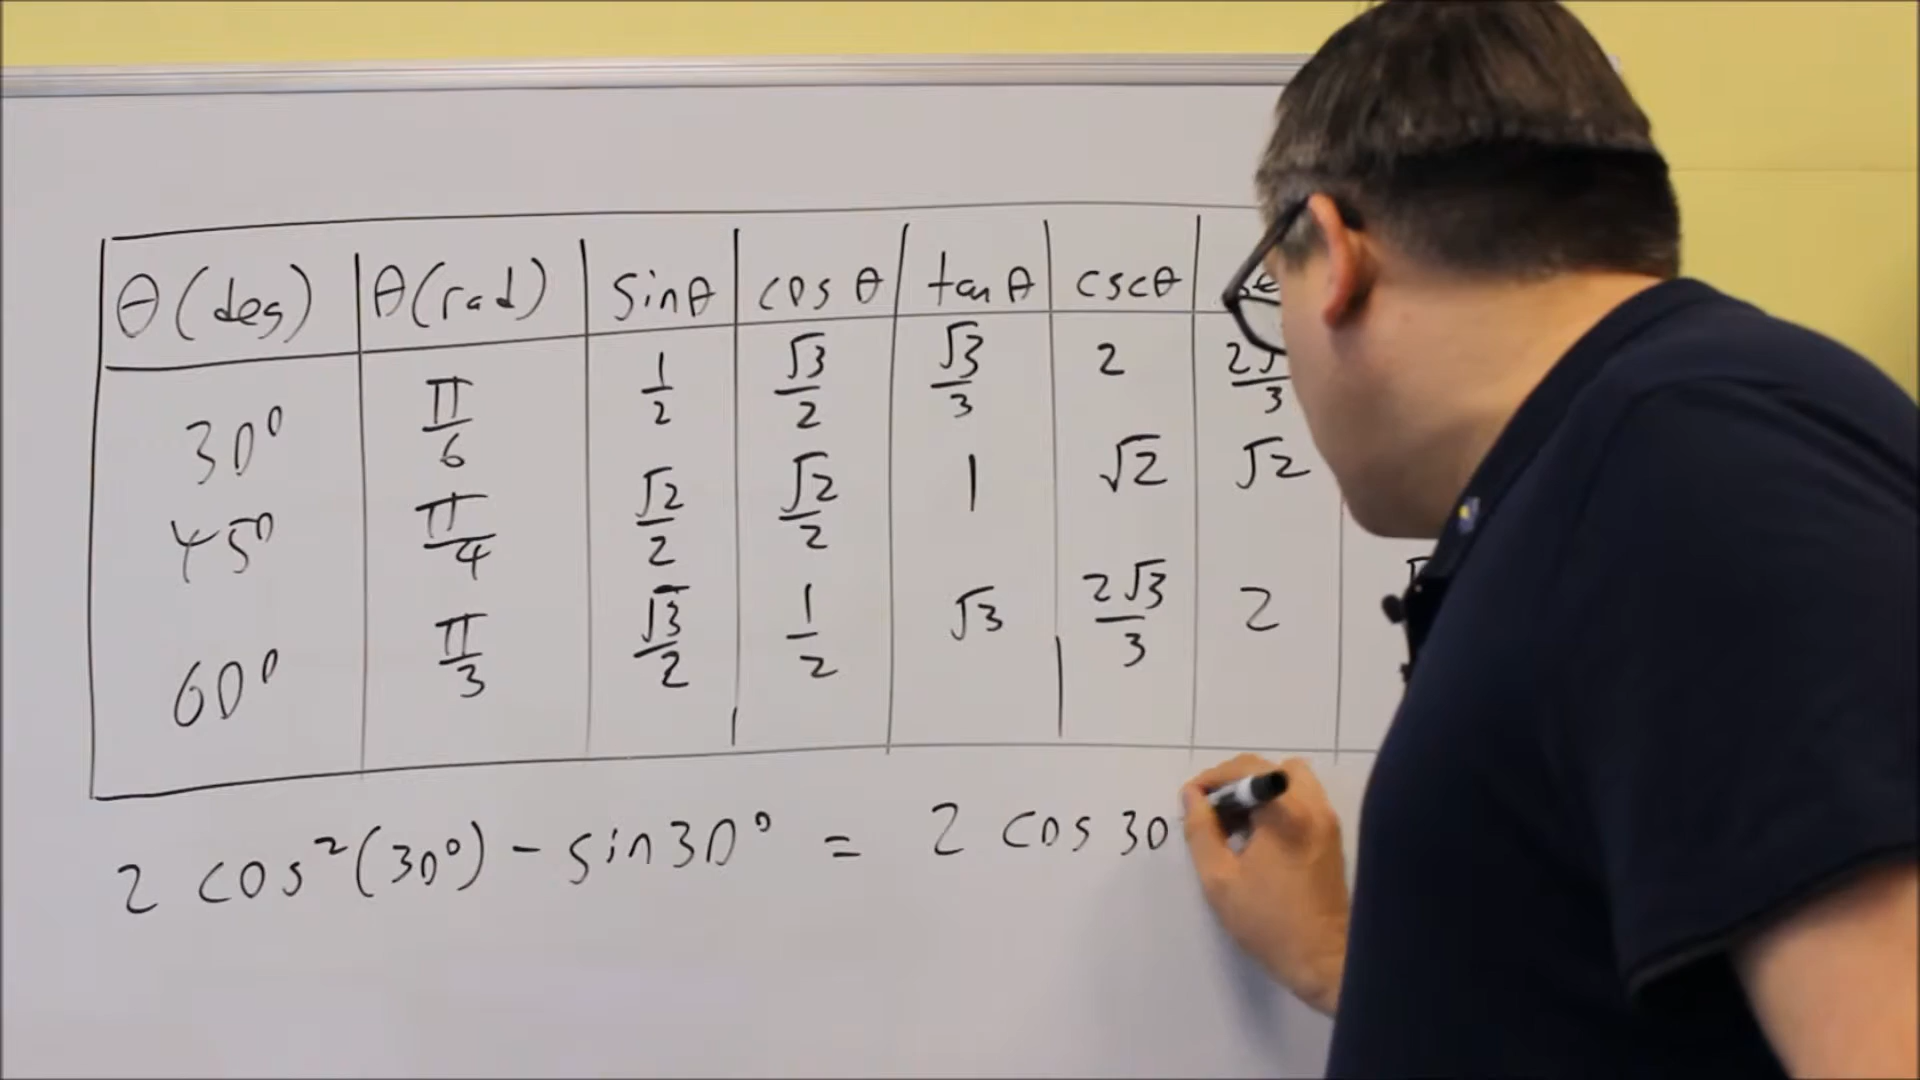 θ (deg) θ (rad) sinθ cos θ tan θ cscθ se
30° π/6 1/2 √3/2 √3/3 2 2√/3
45° π/4 √2/2 √2/2 1 √2 √2
60° π/3 √3/2 1/2 √3 2√3/3 2
2 cos²(30°) - sin30° = 2 cos 30